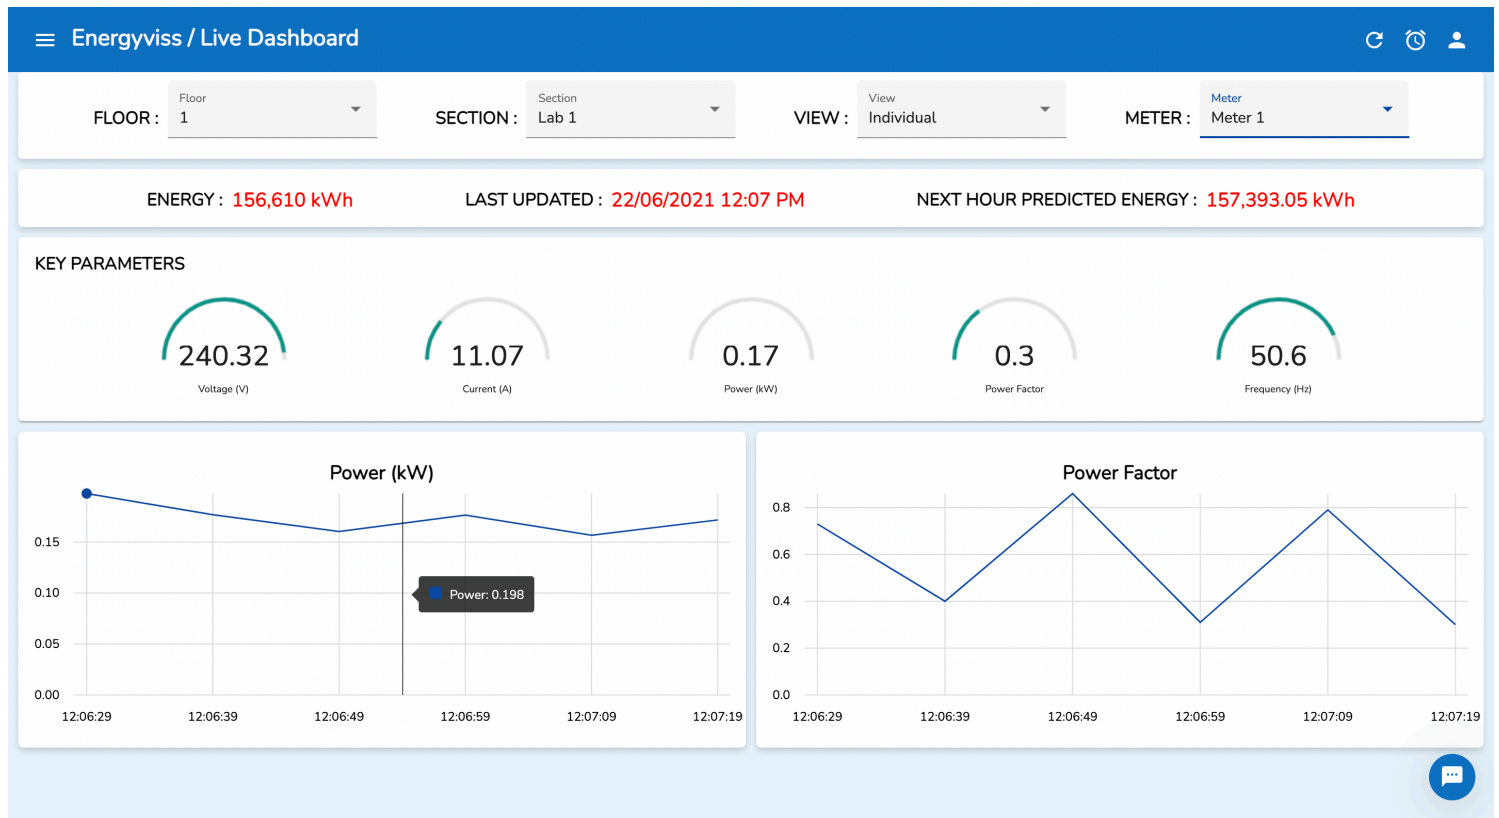 Energyviss / Live Dashboard
FLOOR : Floor 1 SECTION : Section Lab 1 VIEW : View Individual METER : Meter Meter 1
ENERGY : 156,610 kWh LAST UPDATED : 22/06/2021 12:07 PM NEXT HOUR PREDICTED ENERGY : 157,393.05 kWh
KEY PARAMETERS
240.32 11.07 0.17 0.3 50.6
Voltage (V) Current (A) Power (kW) Power Factor Frequency (Hz)
Power (kW)
0.15
0.10
Power: 0.198
0.05
0.00
12:06:29 12:06:39 12:06:49 12:06:59 12:07:09 12:07:19
Power Factor
0.8
0.6
0.4
0.2
0.0
12:06:29 12:06:39 12:06:49 12:06:59 12:07:09 12:07:19